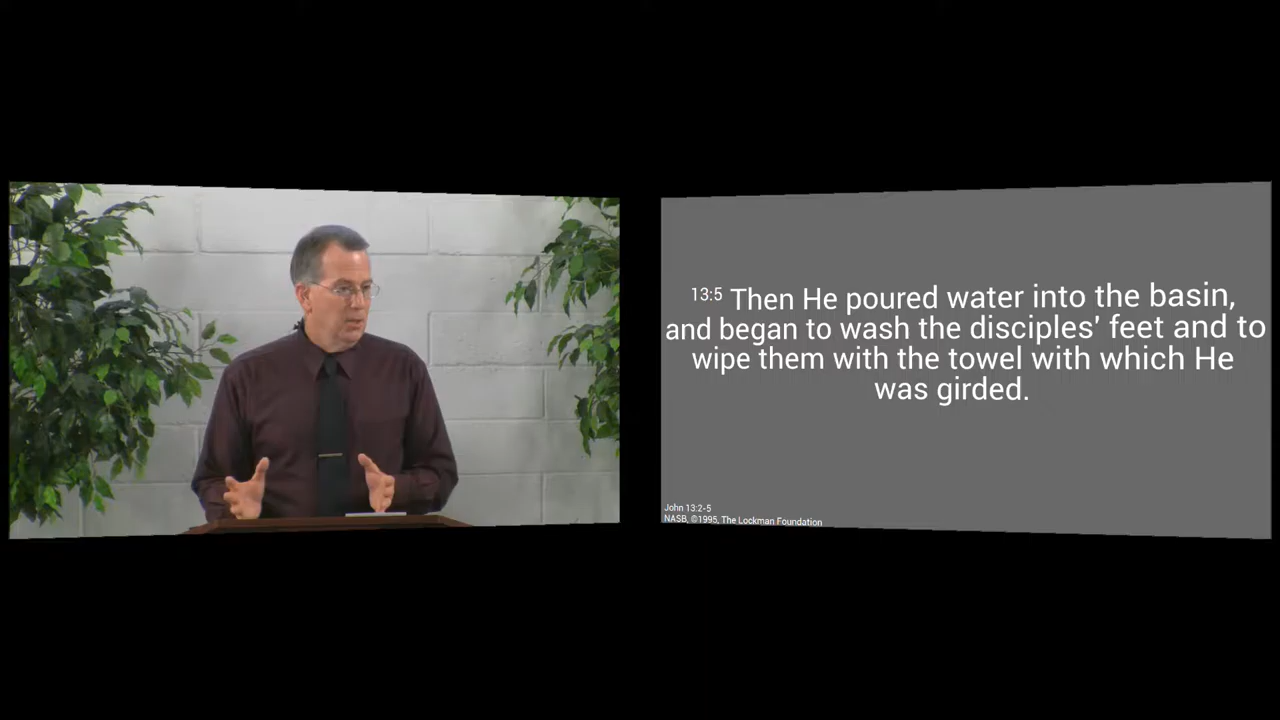 13:5 Then He poured water into the basin,
and began to wash the disciples' feet and to
wipe them with the towel with which He
was girded.
John 13:2-5
NASB, ©1995, The Lockman Foundation